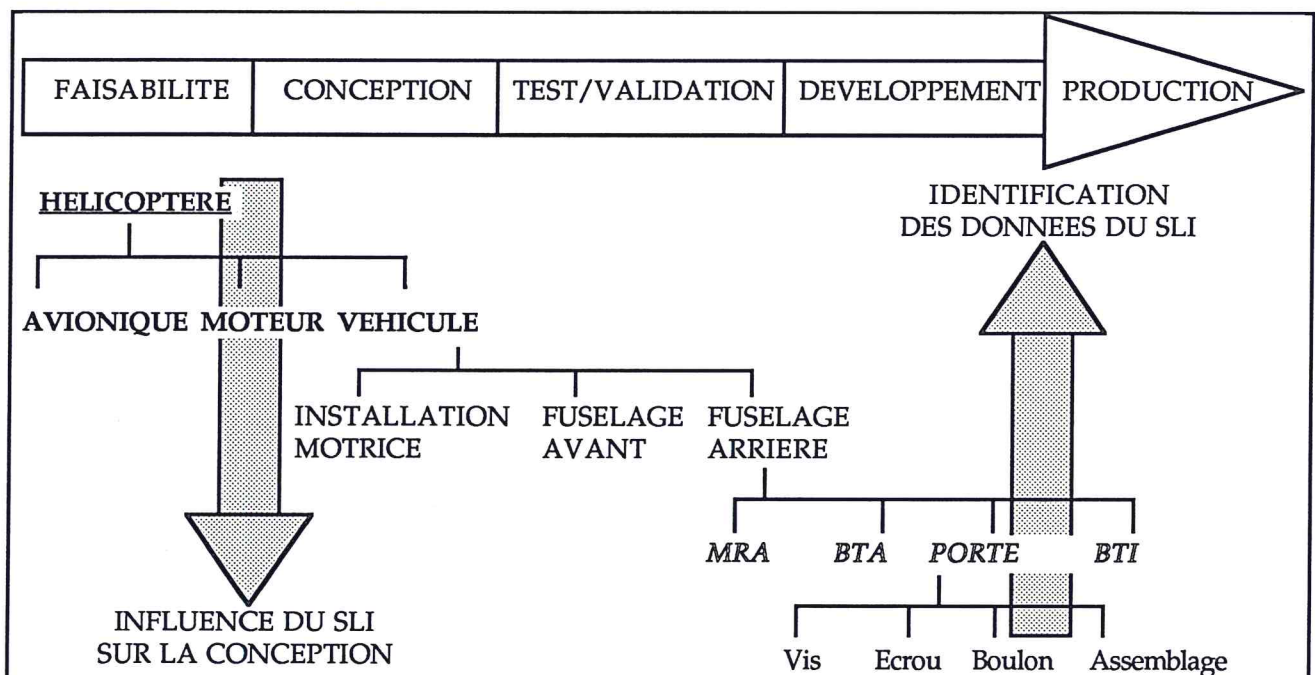 FAISABILITE CONCEPTION TEST/VALIDATION DEVELOPPEMENT PRODUCTION
HELICOPTERE
IDENTIFICATION
DES DONNEES DU SLI
AVIONIQUE MOTEUR VEHICULE
INSTALLATION
MOTRICE
FUSELAGE
AVANT
FUSELAGE
ARRIERE
MRA BTA PORTE BTI
INFLUENCE DU SLI
SUR LA CONCEPTION
Vis Ecrou Boulon Assemblage